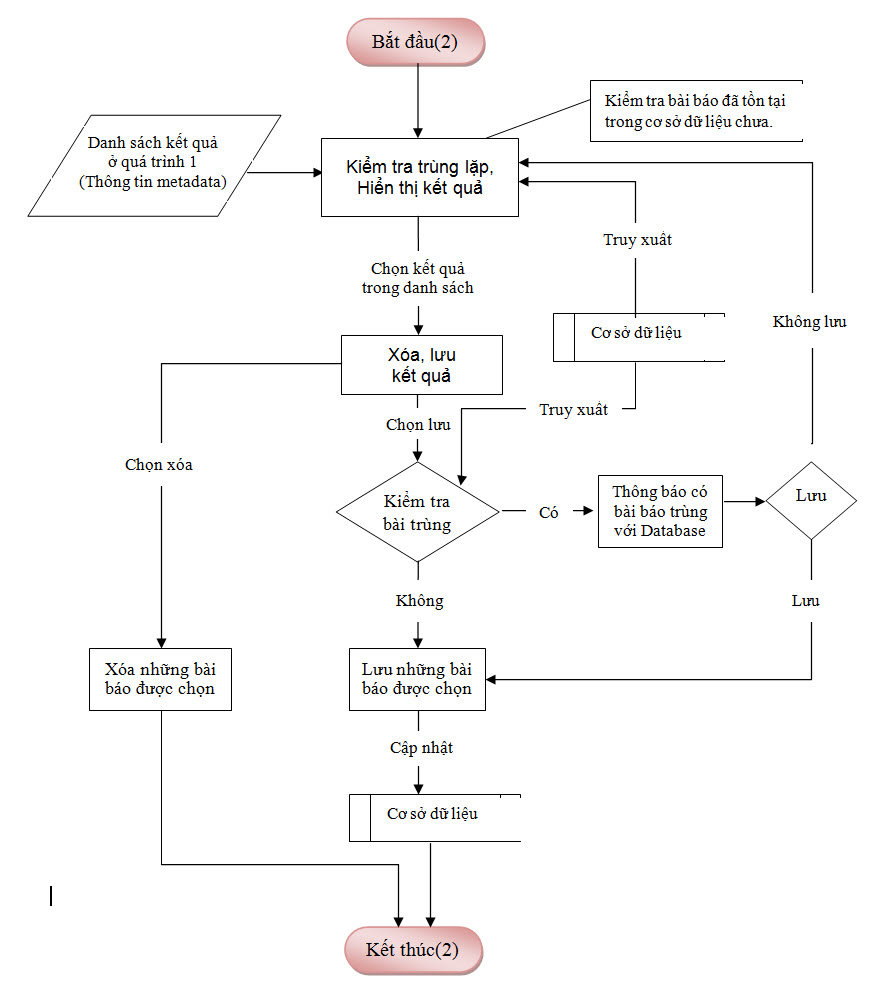 Bắt đầu(2)
Kiểm tra bài báo đã tồn tại
trong cơ sở dữ liệu chưa.
Danh sách kết quả
ở quá trình 1
(Thông tin metadata)
Kiểm tra trùng lặp,
Hiển thị kết quả
Truy xuất
Chọn kết quả
trong danh sách
Không lưu
Cơ sở dữ liệu
Xóa, lưu
kết quả
Truy xuất
Chọn lưu
Chọn xóa
Kiểm tra
bài trùng
Có
Thông báo có
bài báo trùng
với Database
Lưu
Không
Lưu
Xóa những bài
báo được chọn
Lưu những bài
báo được chọn
Cập nhật
Cơ sở dữ liệu
Kết thúc(2)